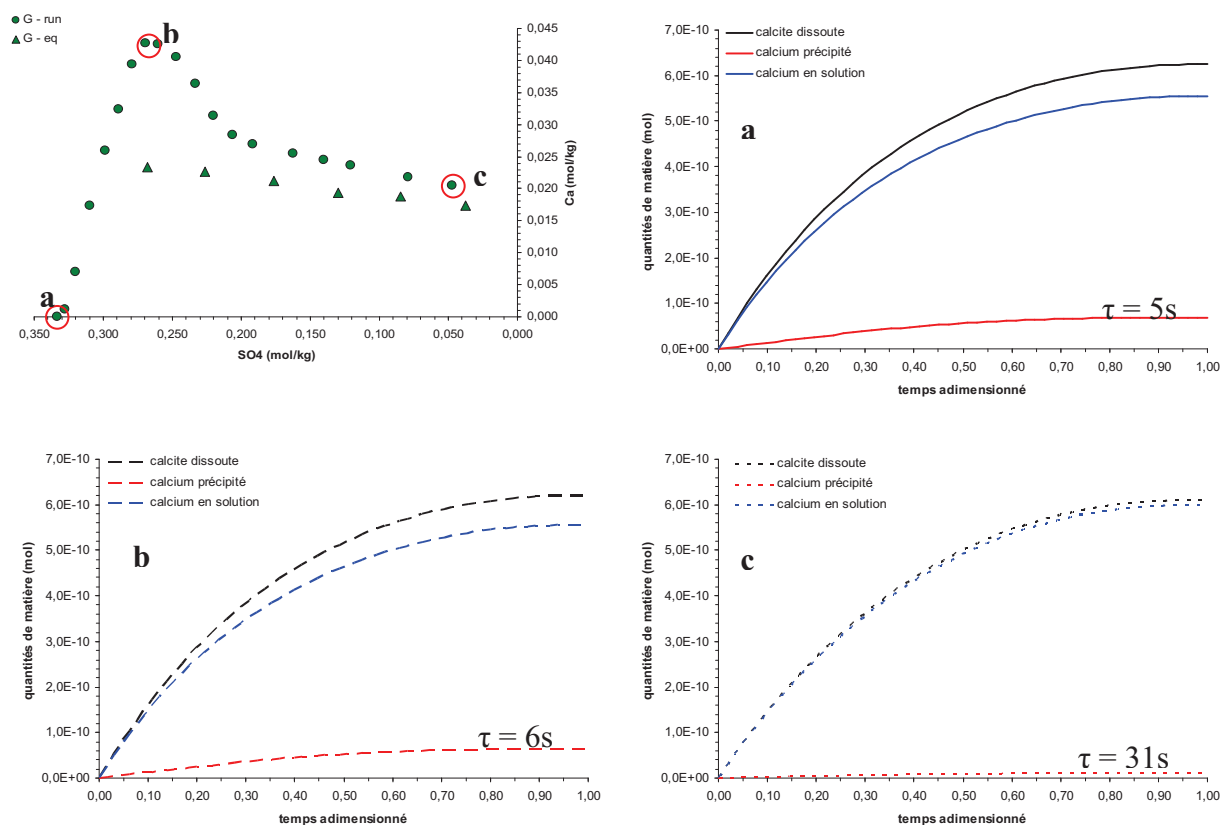 G - run
G - eq
b
c
a
0,045
0,040
0,035
0,030
0,025
0,020
0,015
0,010
0,005
0,000
Ca (mol/kg)
0,350 0,300 0,250 0,200 0,150 0,100 0,050 0,000
SO4 (mol/kg)
7,0E-10
6,0E-10
5,0E-10
4,0E-10
3,0E-10
2,0E-10
1,0E-10
0,0E+00
quantités de matière (mol)
calcite dissoute
calcium précipité
calcium en solution
a
τ = 5s
0,00 0,10 0,20 0,30 0,40 0,50 0,60 0,70 0,80 0,90 1,00
temps adimensionné
7,0E-10
6,0E-10
5,0E-10
4,0E-10
3,0E-10
2,0E-10
1,0E-10
0,0E+00
quantités de matière (mol)
calcite dissoute
calcium précipité
calcium en solution
b
τ = 6s
0,00 0,10 0,20 0,30 0,40 0,50 0,60 0,70 0,80 0,90 1,00
temps adimensionné
7,0E-10
6,0E-10
5,0E-10
4,0E-10
3,0E-10
2,0E-10
1,0E-10
0,0E+00
quantités de matière (mol)
calcite dissoute
calcium précipité
calcium en solution
c
τ = 31s
0,00 0,10 0,20 0,30 0,40 0,50 0,60 0,70 0,80 0,90 1,00
temps adimensionné